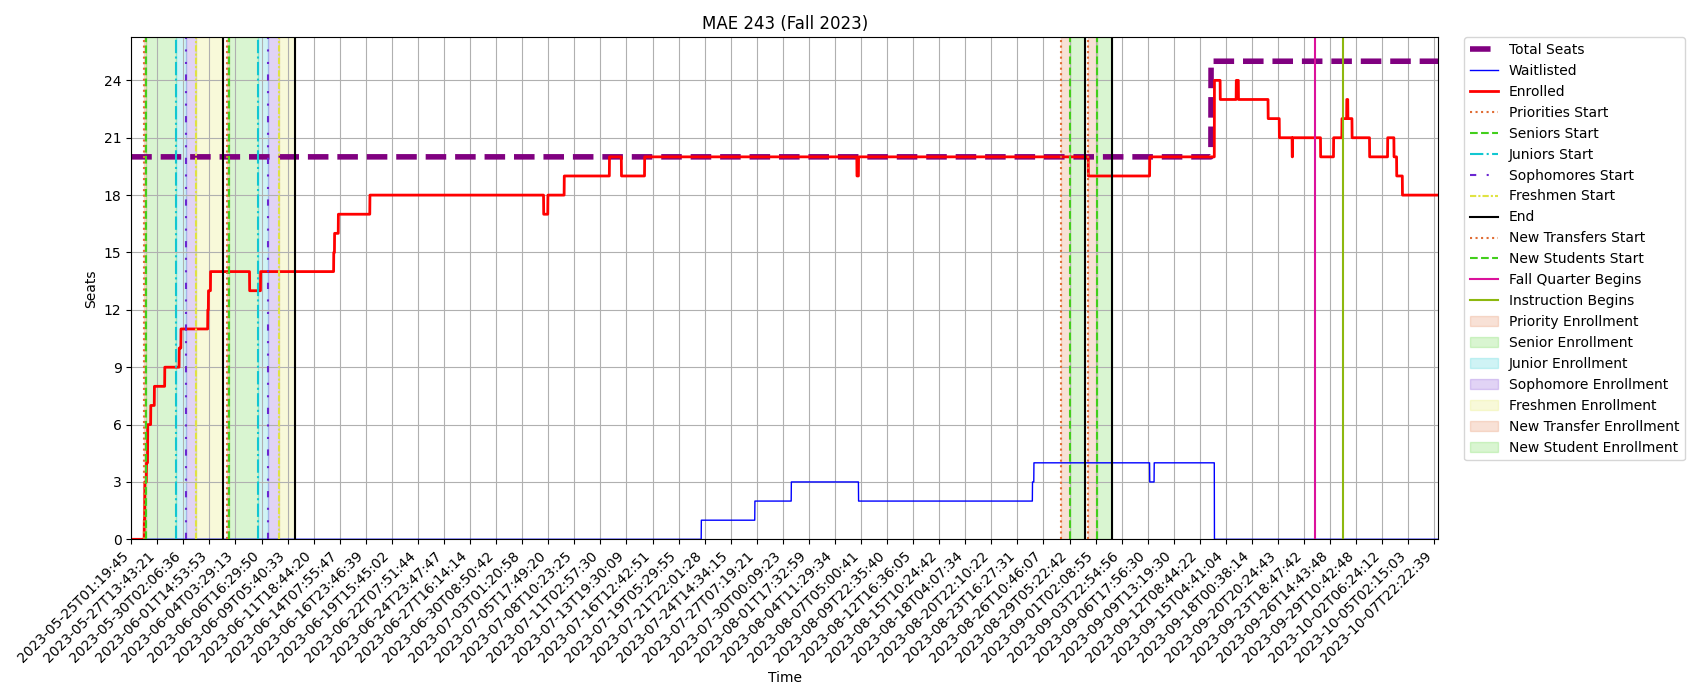 MAE 243 (Fall 2023)
Seats
24
21
18
15
12
9
6
3
0
2023-05-25T01:19:45
2023-05-27T13:43:21
2023-05-30T02:06:36
2023-06-01T14:53:53
2023-06-04T03:29:13
2023-06-06T16:29:50
2023-06-09T05:40:33
2023-06-11T18:44:20
2023-06-14T07:55:47
2023-06-16T23:46:39
2023-06-19T15:45:02
2023-06-22T07:51:44
2023-06-24T23:47:47
2023-06-27T16:14:14
2023-06-30T08:50:42
2023-07-03T01:20:58
2023-07-05T17:49:20
2023-07-08T10:23:25
2023-07-11T02:57:30
2023-07-13T19:30:09
2023-07-16T12:42:51
2023-07-19T05:29:55
2023-07-21T22:01:28
2023-07-24T14:34:15
2023-07-27T07:19:21
2023-07-30T00:09:23
2023-08-01T17:32:59
2023-08-04T11:29:34
2023-08-07T05:00:41
2023-08-09T22:35:40
2023-08-12T16:36:05
2023-08-15T10:24:42
2023-08-18T04:07:34
2023-08-20T22:10:22
2023-08-23T16:27:31
2023-08-26T10:46:07
2023-08-29T05:22:42
2023-09-01T02:08:55
2023-09-03T22:54:56
2023-09-06T17:56:30
2023-09-09T13:19:30
2023-09-12T08:44:22
2023-09-15T04:41:04
2023-09-18T00:38:14
2023-09-20T20:24:43
2023-09-23T18:47:42
2023-09-26T14:43:48
2023-09-29T10:42:48
2023-10-02T06:24:12
2023-10-05T02:15:03
2023-10-07T22:22:39
Time
Total Seats
Waitlisted
Enrolled
Priorities Start
Seniors Start
Juniors Start
Sophomores Start
Freshmen Start
End
New Transfers Start
New Students Start
Fall Quarter Begins
Instruction Begins
Priority Enrollment
Senior Enrollment
Junior Enrollment
Sophomore Enrollment
Freshmen Enrollment
New Transfer Enrollment
New Student Enrollment